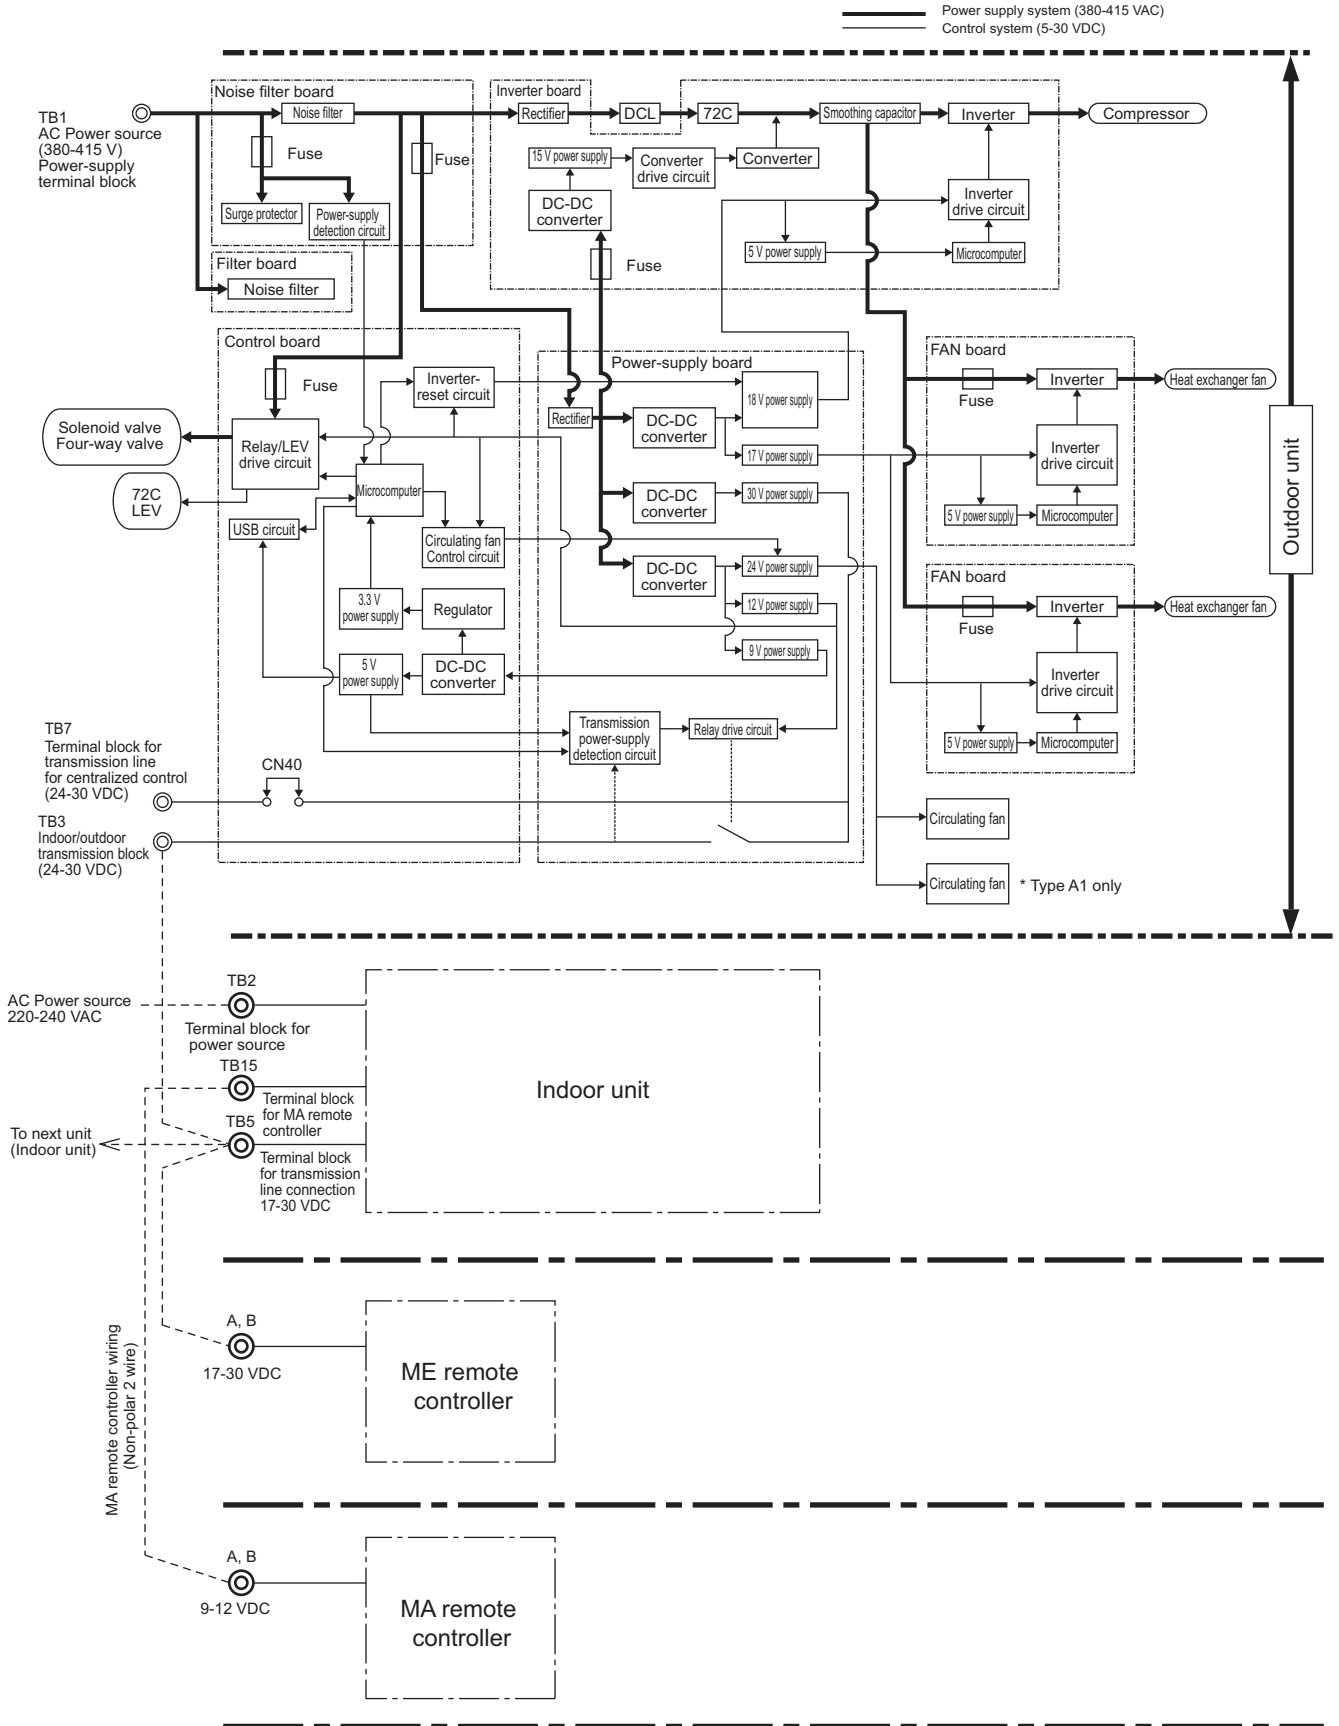 Power supply system (380-415 VAC)
Control system (5-30 VDC)
TB1
AC Power source
(380-415 V)
Power-supply
terminal block
Noise filter board
Noise filter
Fuse
Fuse
Surge protector
Power-supply
detection circuit
Filter board
Noise filter
Inverter board
Rectifier
DCL
72C
Smoothing capacitor
Inverter
Compressor
15 V power supply
Converter
drive circuit
Converter
DC-DC
converter
Inverter
drive circuit
5 V power supply
Microcomputer
Fuse
Control board
Fuse
Inverter-
reset circuit
Solenoid valve
Four-way valve
Relay/LEV
drive circuit
72C
LEV
Microcomputer
USB circuit
Circulating fan
Control circuit
3.3 V
power supply
Regulator
5 V
power supply
DC-DC
converter
Power-supply board
Rectifier
DC-DC
converter
18 V power supply
17 V power supply
DC-DC
converter
30 V power supply
DC-DC
converter
24 V power supply
12 V power supply
9 V power supply
Transmission
power-supply
detection circuit
Relay drive circuit
FAN board
Fuse
Inverter
Heat exchanger fan
Inverter
drive circuit
5 V power supply
Microcomputer
FAN board
Fuse
Inverter
Heat exchanger fan
Inverter
drive circuit
5 V power supply
Microcomputer
Outdoor unit
TB7
Terminal block for
transmission line
for centralized control
(24-30 VDC)
CN40
TB3
Indoor/outdoor
transmission block
(24-30 VDC)
Circulating fan
Circulating fan
* Type A1 only
AC Power source
220-240 VAC
TB2
Terminal block for
power source
TB15
Terminal block
for MA remote
controller
TB5
Terminal block
for transmission
line connection
17-30 VDC
To next unit
(Indoor unit)
Indoor unit
MA remote controller wiring
(Non-polar 2 wire)
A, B
17-30 VDC
ME remote
controller
A, B
9-12 VDC
MA remote
controller